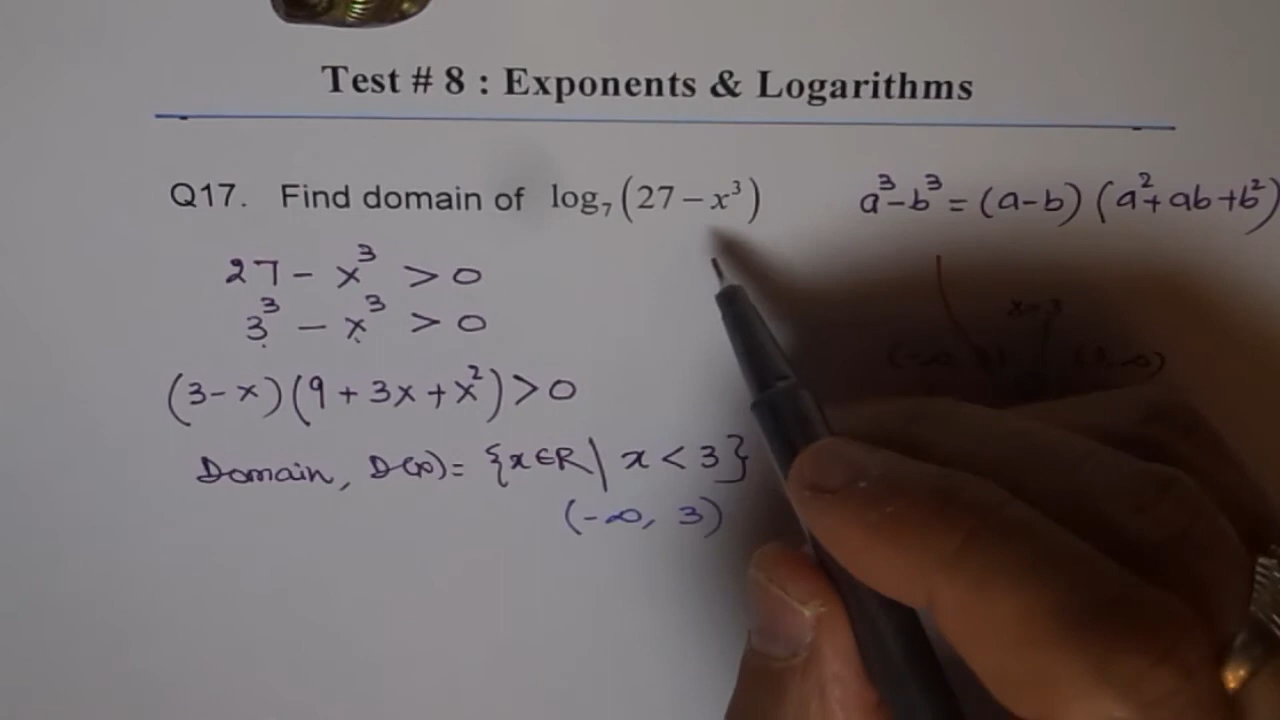 Test # 8 : Exponents & Logarithms
Q17. Find domain of log₇(27 − x³)
a³-b³ = (a-b) (a²+ab+b²)
27 - x³ > 0
3³ - x³ > 0
x=3
(3-x)(9+3x+x²)>0
Domain, D(x)= {x∈R | x < 3}
(-∞, 3)